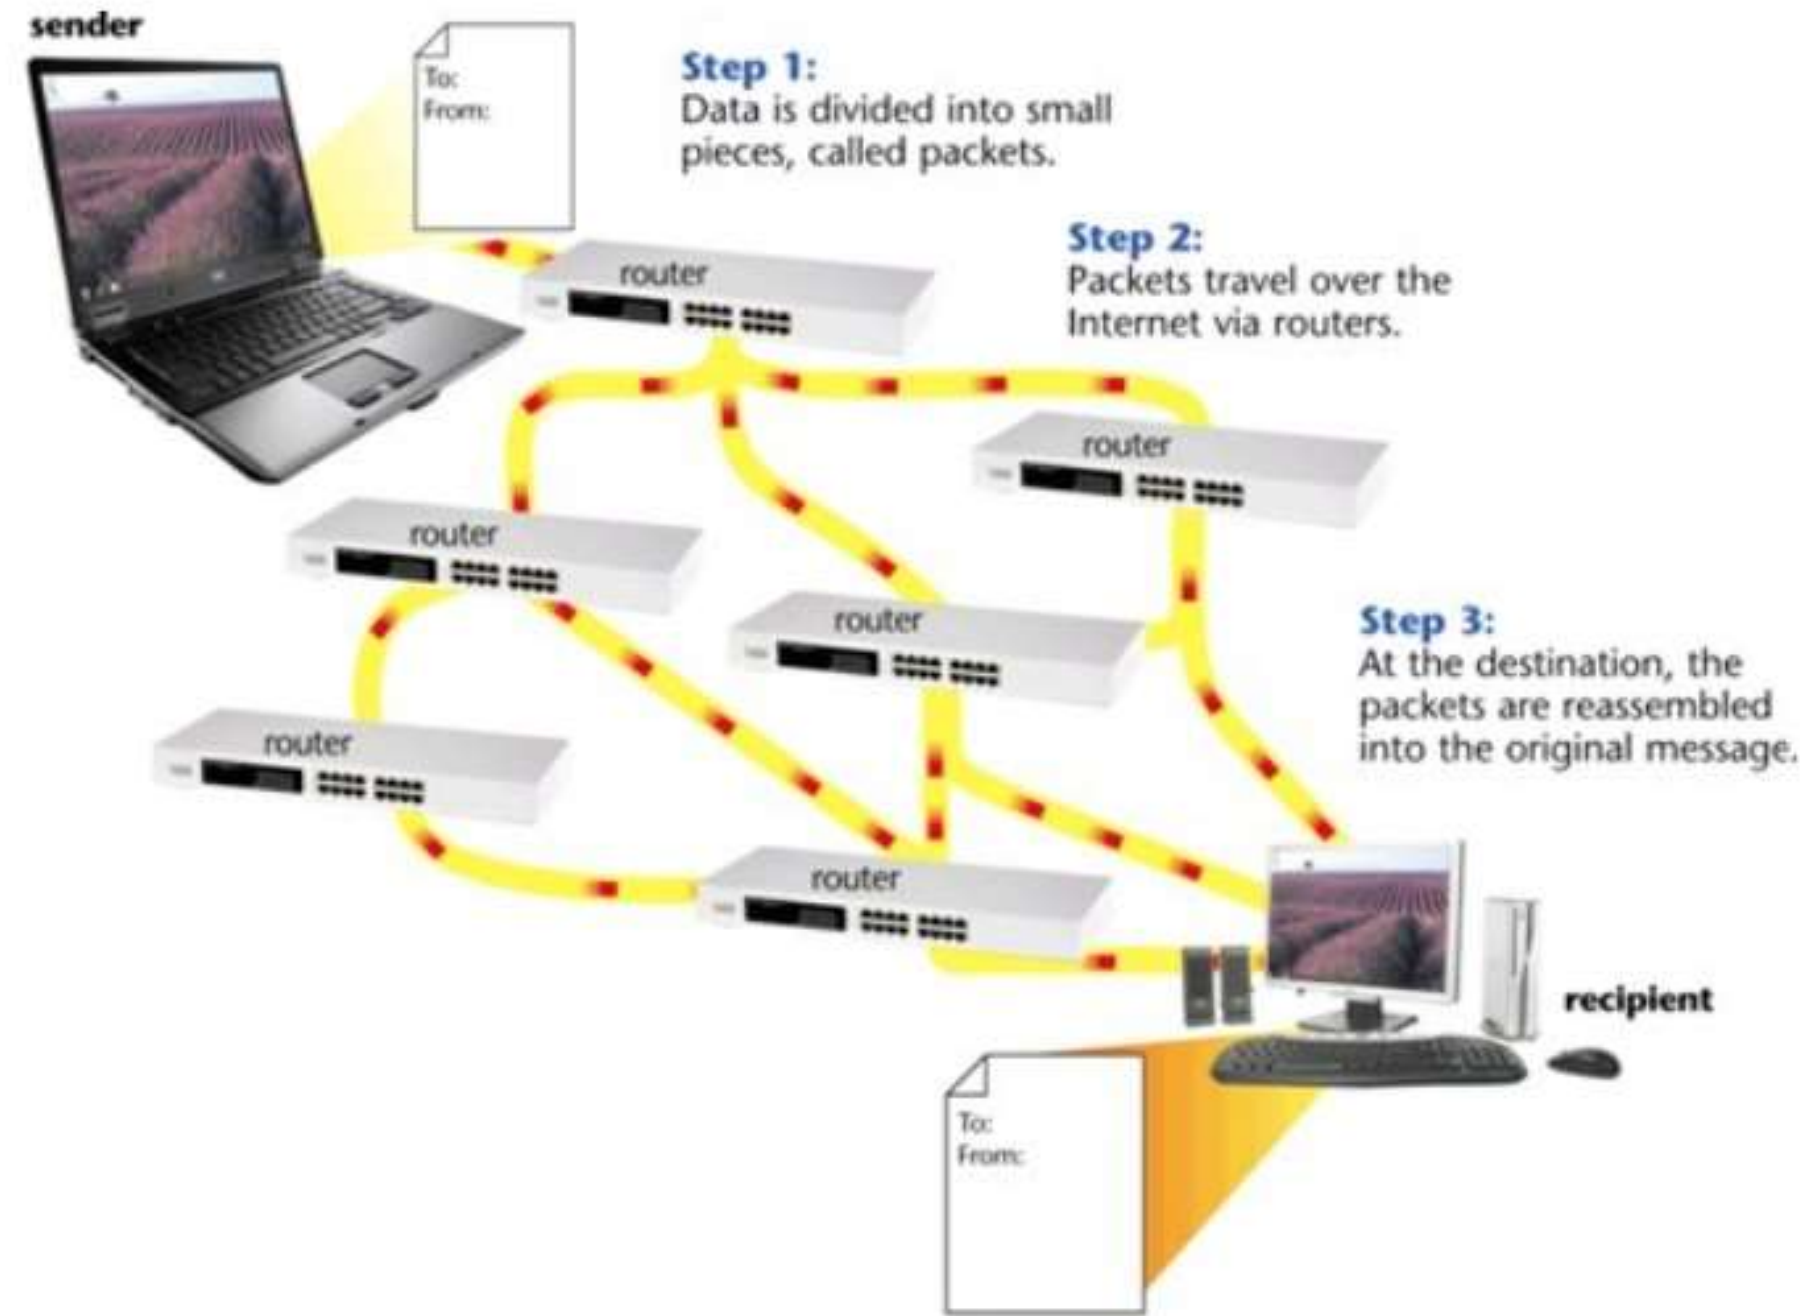 sender
To:
From:
Step 1:
Data is divided into small
pieces, called packets.
router
Step 2:
Packets travel over the
Internet via routers.
router
router
router
Step 3:
At the destination, the
packets are reassembled
into the original message.
router
router
recipient
To:
From: